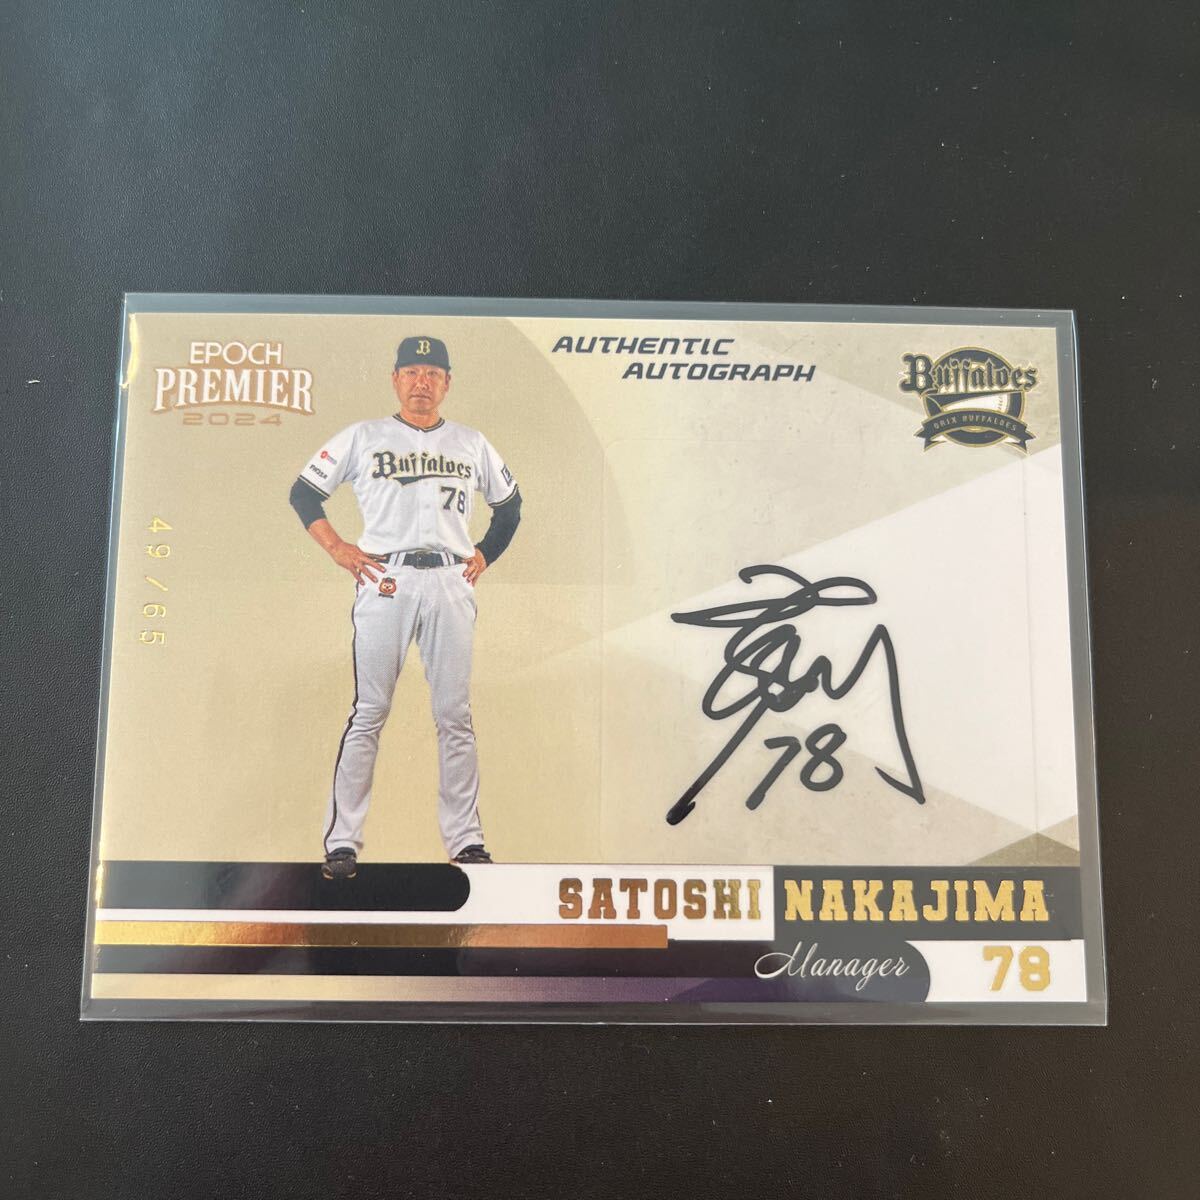 EPOCH
PREMIER
2024
AUTHENTIC
AUTOGRAPH
Buffaloes
ORIX BUFFALOES
B
Buffaloes
78
49/65
78
SATOSHI NAKAJIMA
Manager
78